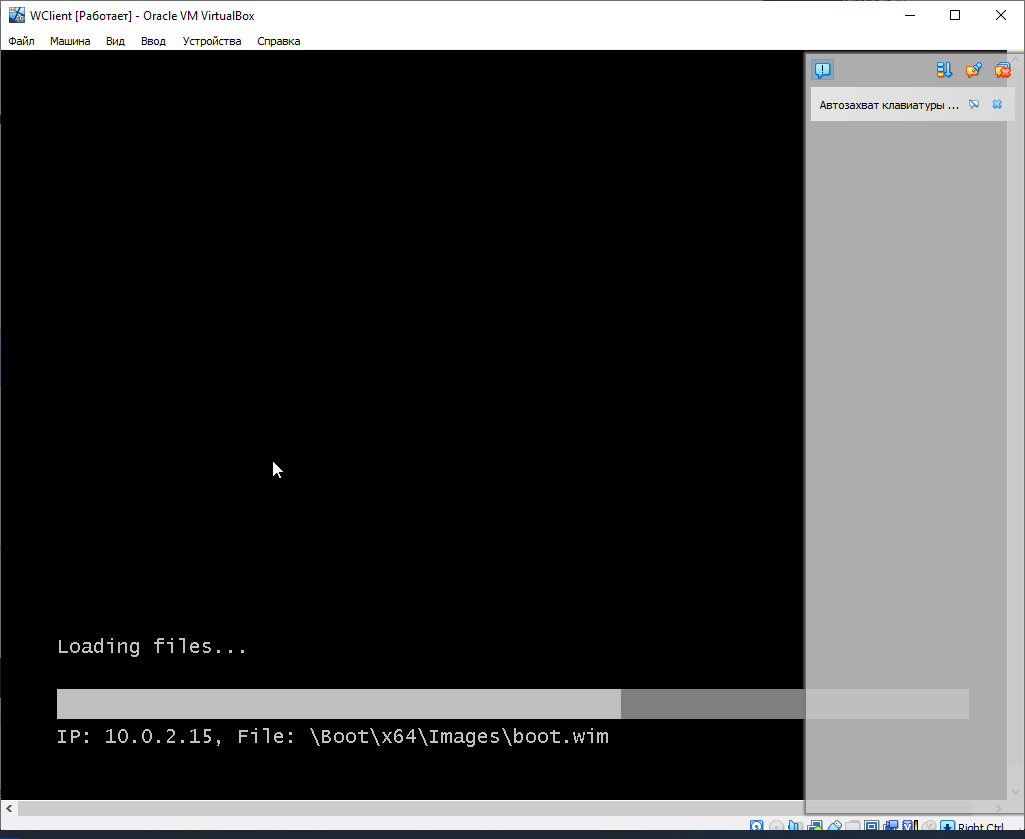 WClient [Работает] - Oracle VM VirtualBox
Файл Машина Вид Ввод Устройства Справка
Автозахват клавиатуры ...
Loading files...
IP: 10.0.2.15, File: \Boot\x64\Images\boot.wim
Right Ctrl